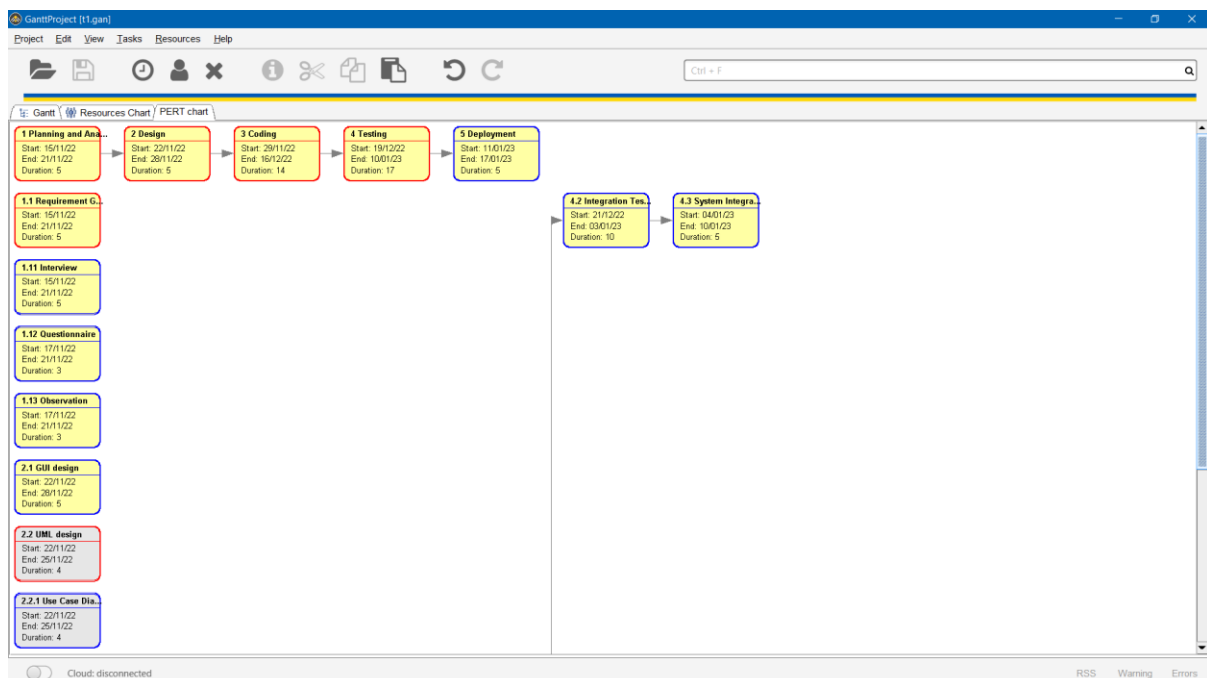 GanttProject [t1.gan]
Project Edit View Tasks Resources Help
Ctrl + F
Gantt Resources Chart PERT chart
1 Planning and Ana...
Start: 15/11/22
End: 21/11/22
Duration: 5
2 Design
Start: 22/11/22
End: 28/11/22
Duration: 5
3 Coding
Start: 29/11/22
End: 16/12/22
Duration: 14
4 Testing
Start: 19/12/22
End: 10/01/23
Duration: 17
5 Deployment
Start: 11/01/23
End: 17/01/23
Duration: 5
1.1 Requirement G...
Start: 15/11/22
End: 21/11/22
Duration: 5
4.2 Integration Tes...
Start: 21/12/22
End: 03/01/23
Duration: 10
4.3 System Integra...
Start: 04/01/23
End: 10/01/23
Duration: 5
1.11 Interview
Start: 15/11/22
End: 21/11/22
Duration: 5
1.12 Questionnaire
Start: 17/11/22
End: 21/11/22
Duration: 3
1.13 Observation
Start: 17/11/22
End: 21/11/22
Duration: 3
2.1 GUI design
Start: 22/11/22
End: 28/11/22
Duration: 5
2.2 UML design
Start: 22/11/22
End: 25/11/22
Duration: 4
2.2.1 Use Case Dia...
Start: 22/11/22
End: 25/11/22
Duration: 4
Cloud: disconnected
RSS Warning Errors